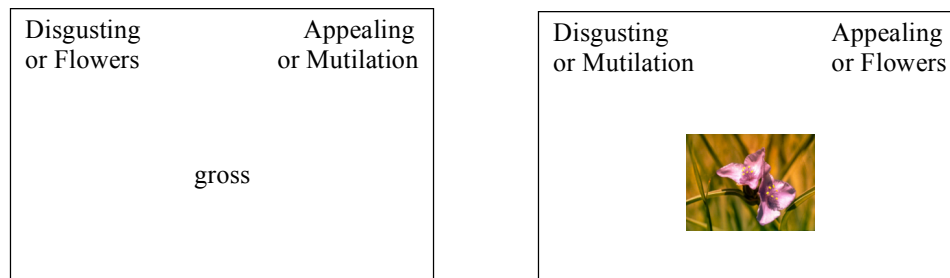 Disgusting
or Flowers
Appealing
or Mutilation
gross
Disgusting
or Mutilation
Appealing
or Flowers